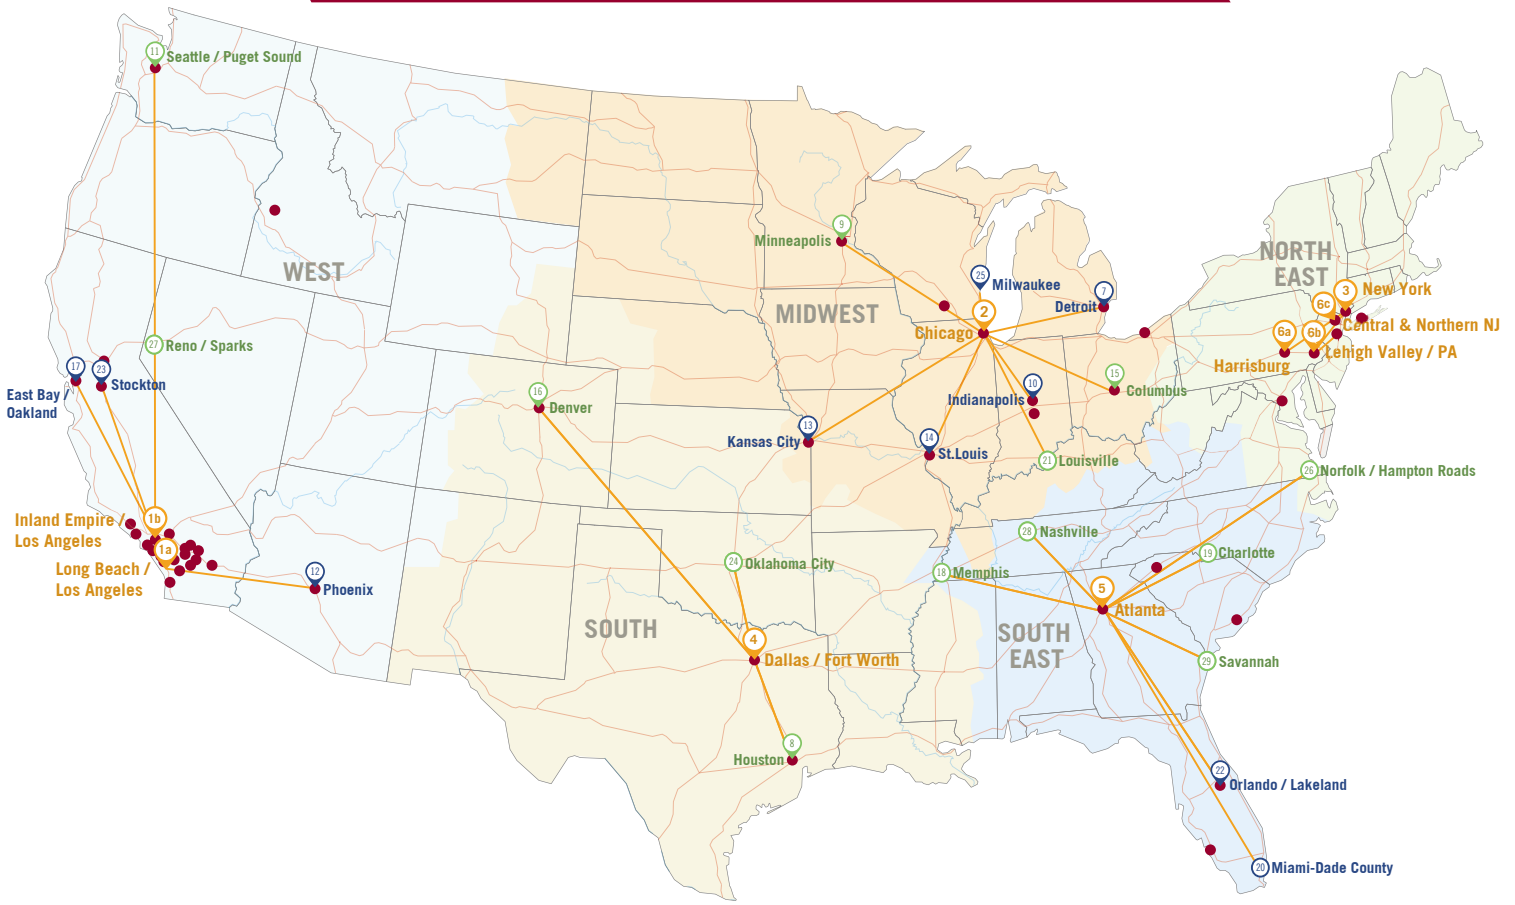 11
Seattle / Puget Sound
WEST
27
Reno / Sparks
17
23
Stockton
East Bay /
Oakland
1b
Inland Empire /
Los Angeles
1a
Long Beach /
Los Angeles
12
Phoenix
16
Denver
9
Minneapolis
MIDWEST
25
Milwaukee
7
Detroit
2
Chicago
15
Columbus
10
Indianapolis
13
Kansas City
14
St.Louis
21
Louisville
NORTH
EAST
3
New York
6c
Central & Northern NJ
6a
6b
Lehigh Valley / PA
Harrisburg
26
Norfolk / Hampton Roads
28
Nashville
19
Charlotte
18
Memphis
24
Oklahoma City
5
Atlanta
SOUTH
SOUTH
EAST
4
Dallas / Fort Worth
29
Savannah
8
Houston
22
Orlando / Lakeland
20
Miami-Dade County